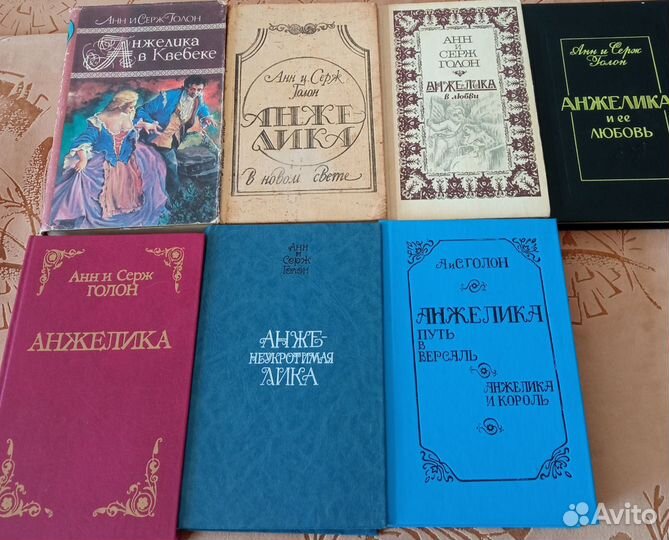 Анн и Серж Голон
Анжелика
в Квебеке
Анн и Серж
Голон
АНЖЕ-
ЛИКА
в новом свете
АНН
И
СЕРЖ
ГОЛОН
АНЖЕЛИКА
в любви
Анн и Серж
Голон
АНЖЕЛИКА
И ЕЕ
ЛЮБОВЬ
Анн и Серж
ГОЛОН
АНЖЕЛИКА
Анн
и
Серж
Голон
АНЖЕ-
НЕУКРОТИМАЯ
ЛИКА
А и С. ГОЛОН
АНЖЕЛИКА
ПУТЬ
В
ВЕРСАЛЬ
АНЖЕЛИКА
И КОРОЛЬ
Avito